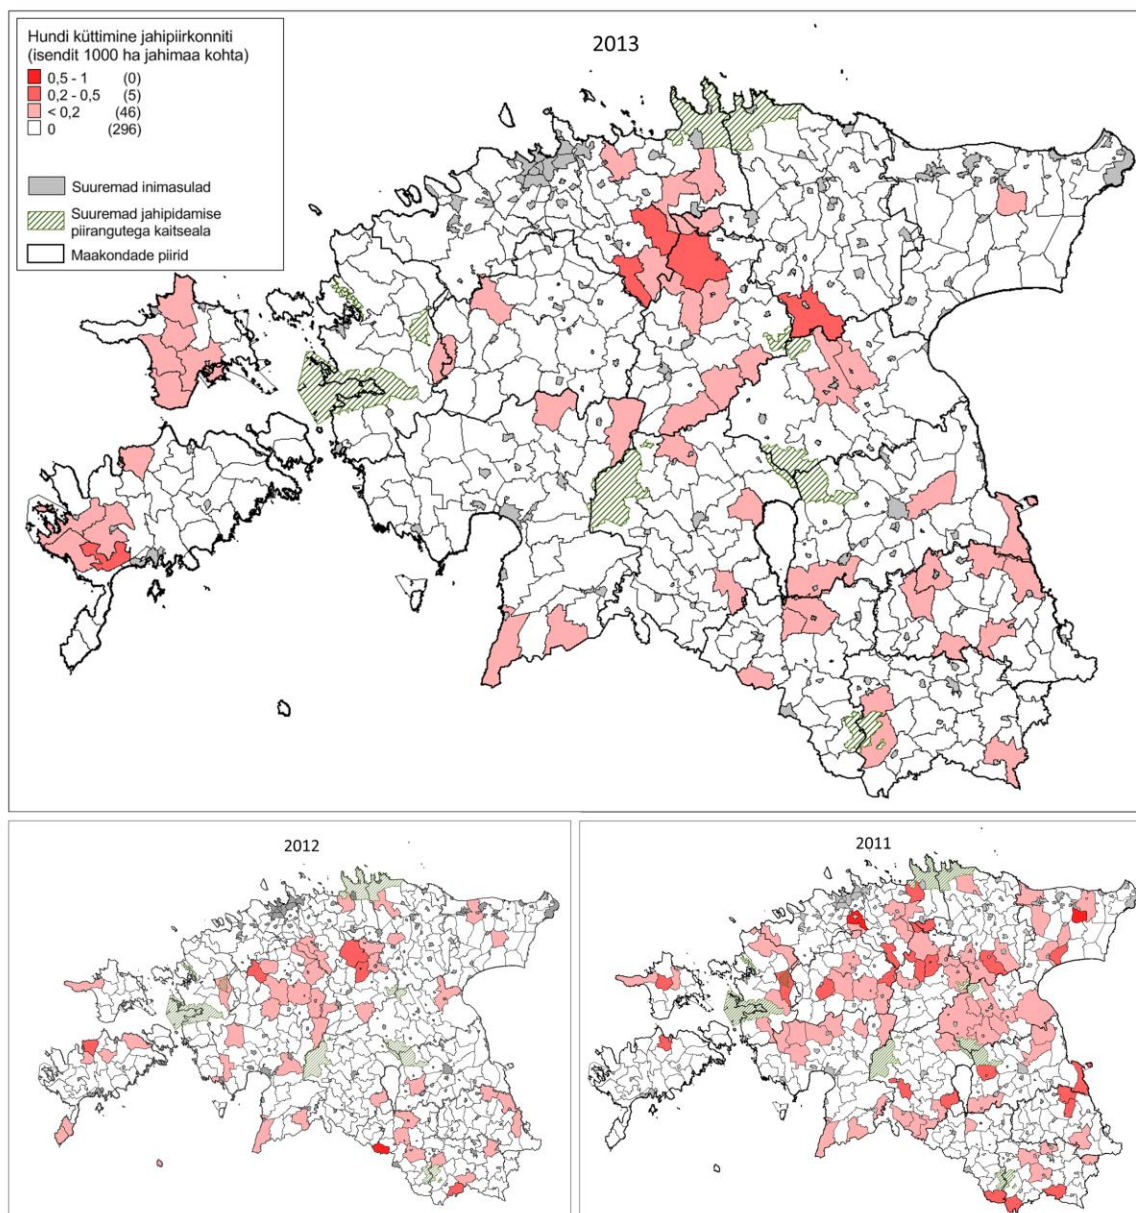 Hundi küttimine jahipiirkonniti
(isendit 1000 ha jahimaa kohta)
0,5 - 1 (0)
0,2 - 0,5 (5)
< 0,2 (46)
0 (296)
Suuremad inimasulad
Suuremad jahipidamise
piirangutega kaitseala
Maakondade piirid
2013
2012
2011